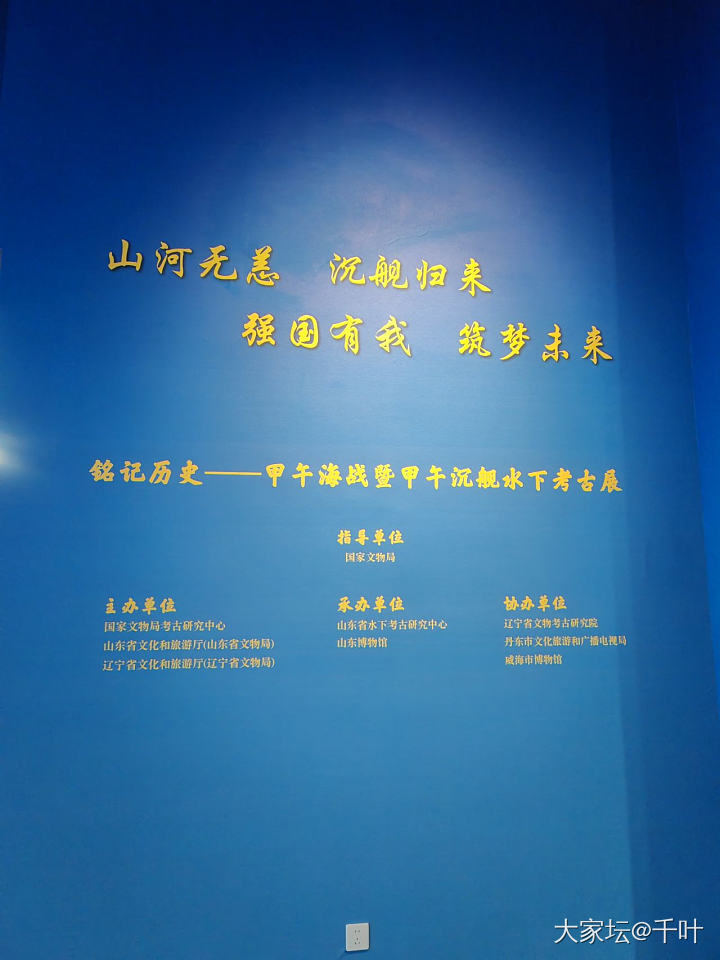 山河无恙 沉舰归来
强国有我 筑梦未来
铭记历史——甲午海战暨甲午沉舰水下考古展
指导单位
国家文物局
主办单位
国家文物局考古研究中心
山东省文化和旅游厅(山东省文物局)
辽宁省文化和旅游厅(辽宁省文物局)
承办单位
山东省水下考古研究中心
山东博物馆
协办单位
辽宁省文物考古研究院
丹东市文化旅游和广播电视局
威海市博物馆
大家坛@千叶